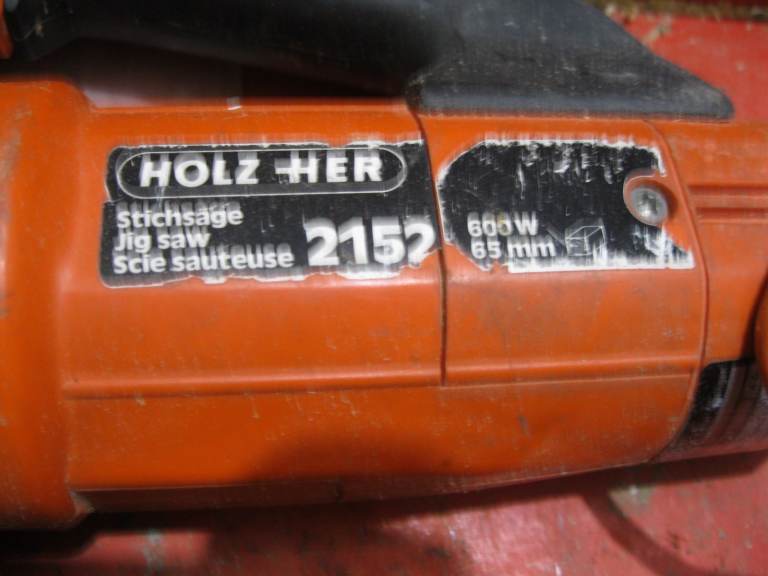 HOLZ HER
Stichsäge
Jig saw
Scie sauteuse
2152
600 W
65 mm